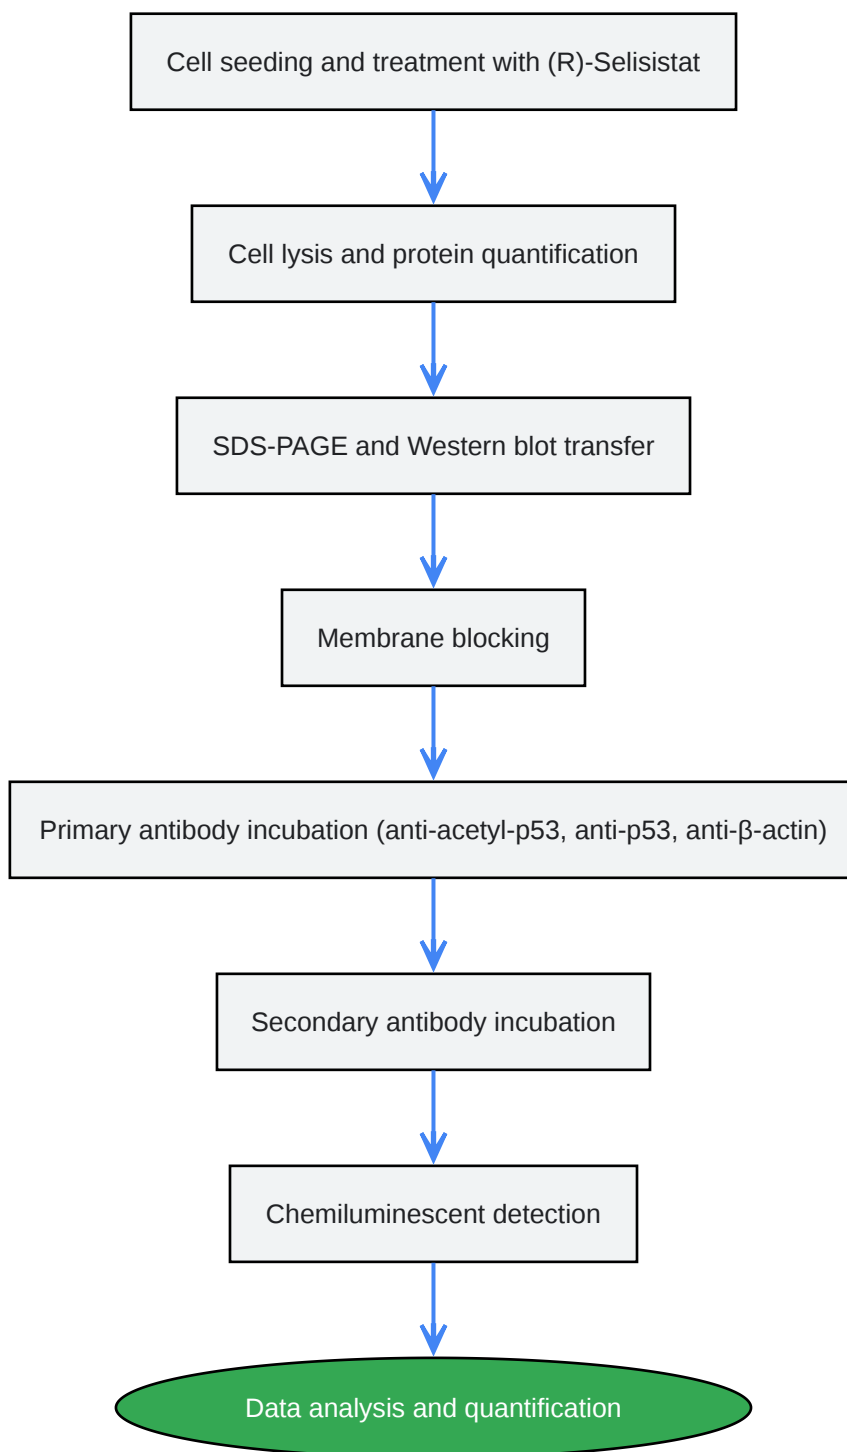 Cell seeding and treatment with (R)-Selisistat
Cell lysis and protein quantification
SDS-PAGE and Western blot transfer
Membrane blocking
Primary antibody incubation (anti-acetyl-p53, anti-p53, anti-β-actin)
Secondary antibody incubation
Chemiluminescent detection
Data analysis and quantification